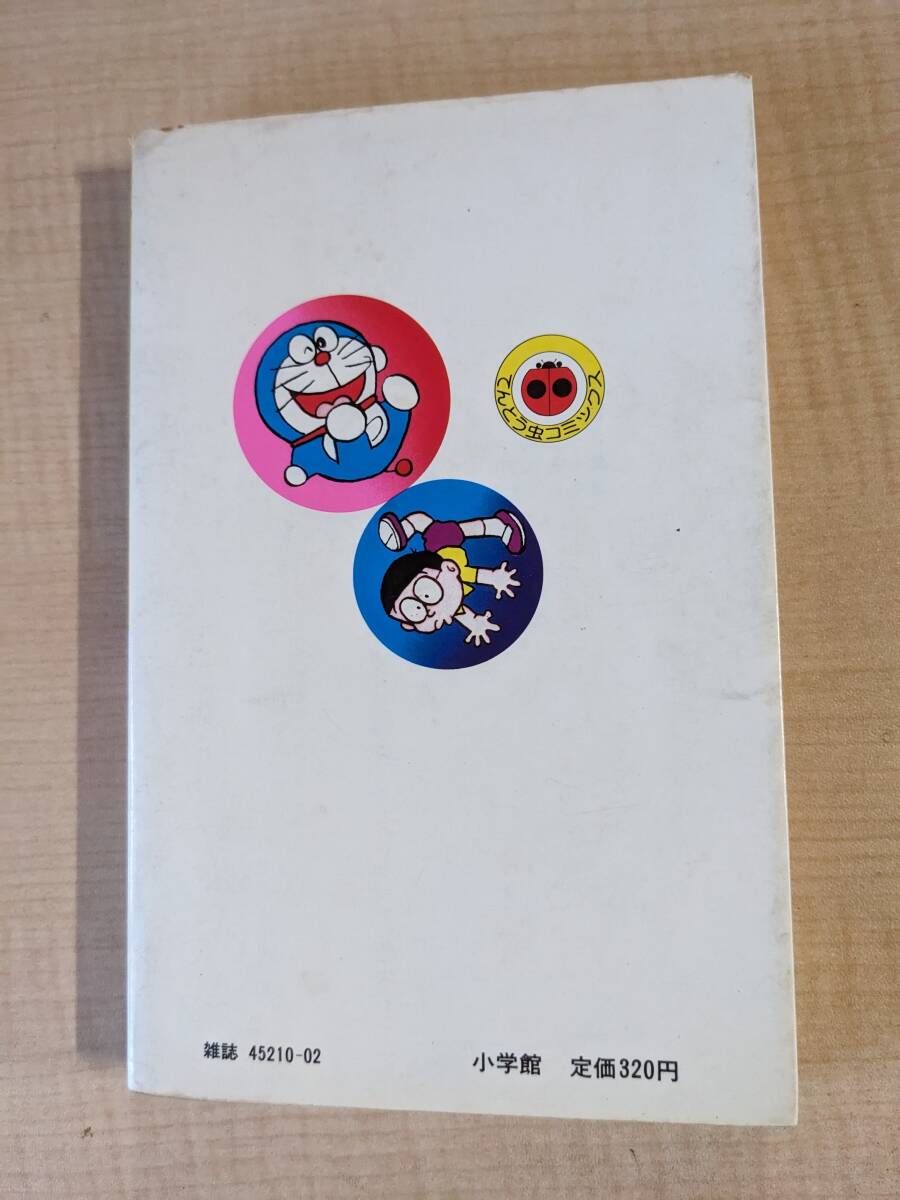 てんとう虫コミックス
雑誌 45210-02
小学館 定価320円